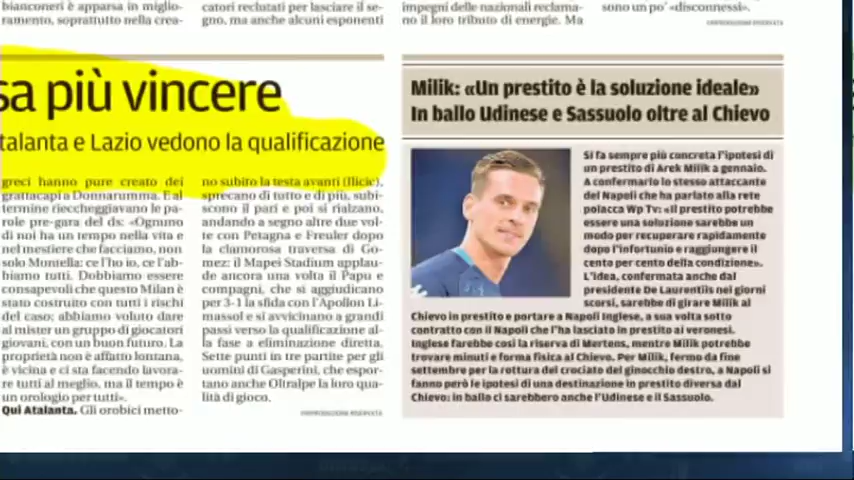 bianconeri è apparsa in miglio-
ramento, soprattutto nella crea-
catori reclutati per lasciare il se-
gno, ma anche alcuni esponenti
impegni delle nazionali reclama-
no il loro tributo di energie. Ma
sono un po' «disconnessi».
©RIPRODUZIONE RISERVATA
sa più vincere
talanta e Lazio vedono la qualificazione
greci hanno pure creato dei
grattacapi a Donnarumma. E al
termine riecheggiavano le pa-
role pre-gara del ds: «Ognuno
di noi ha un tempo nella vita e
nel mestiere che facciamo, non
solo Montella: ce l'ho io, ce l'ab-
biamo tutti. Dobbiamo essere
consapevoli che questo Milan è
stato costruito con tutti i rischi
del caso; abbiamo voluto dare
al mister un gruppo di giocatori
giovani, con un buon futuro. La
proprietà non è affatto lontana,
è vicina e ci sta facendo lavora-
re tutti al meglio, ma il tempo è
un orologio per tutti».
Qui Atalanta. Gli orobici metto-
no subito la testa avanti (Ilicic),
sprecano di tutto e di più, subi-
scono il pari e poi si rialzano,
andando a segno altre due vol-
te con Petagna e Freuler dopo
la clamorosa traversa di Go-
mez: il Mapei Stadium applau-
de ancora una volta il Papu e
compagni, che si aggiudicano
per 3-1 la sfida con l'Apollon Li-
massol e si avvicinano a grandi
passi verso la qualificazione al-
la fase a eliminazione diretta.
Sette punti in tre partite per gli
uomini di Gasperini, che espor-
tano anche Oltralpe la loro qua-
lità di gioco.
©RIPRODUZIONE RISERVATA
Milik: «Un prestito è la soluzione ideale»
In ballo Udinese e Sassuolo oltre al Chievo
Si fa sempre più concreta l'ipotesi di
un prestito di Arek Milik a gennaio.
A confermarlo lo stesso attaccante
del Napoli che ha parlato alla rete
polacca Wp Tv: «Il prestito potrebbe
essere una soluzione sarebbe un
modo per recuperare rapidamente
dopo l'infortunio e raggiungere il
cento per cento della condizione».
L'idea, confermata anche dal
presidente De Laurentiis nei giorni
scorsi, sarebbe di girare Milik al
Chievo in prestito e portare a Napoli Inglese, a sua volta sotto
contratto con il Napoli che l'ha lasciato in prestito ai veronesi.
Inglese farebbe così la riserva di Mertens, mentre Milik potrebbe
trovare minuti e forma fisica al Chievo. Per Milik, fermo da fine
settembre per la rottura del crociato del ginocchio destro, a Napoli si
fanno però le ipotesi di una destinazione in prestito diversa dal
Chievo: in ballo ci sarebbero anche l'Udinese e il Sassuolo.